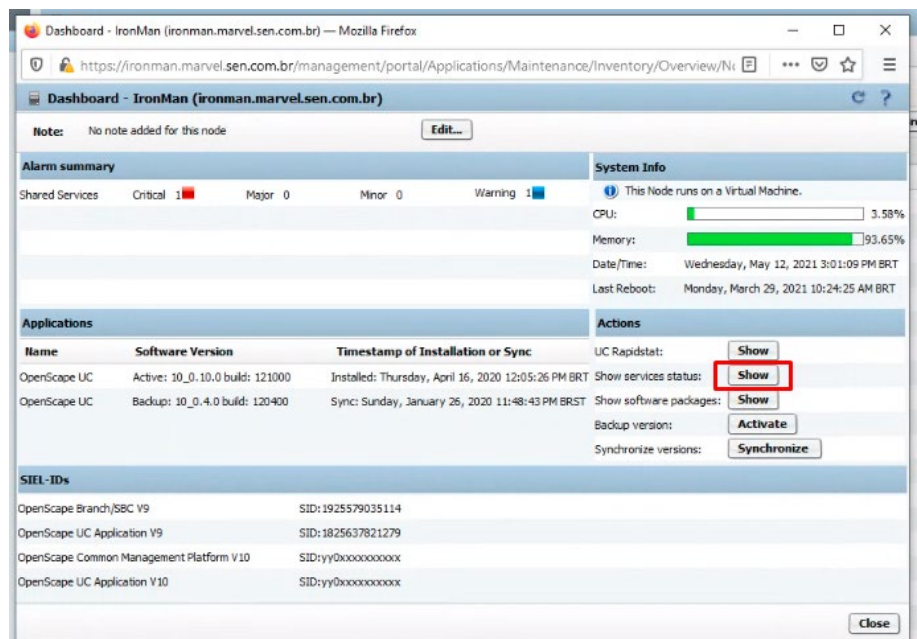 Dashboard - IronMan (ironman.marvel.sen.com.br) — Mozilla Firefox
https://ironman.marvel.sen.com.br/management/portal/Applications/Maintenance/Inventory/Overview/No
Dashboard - IronMan (ironman.marvel.sen.com.br)
Note: No note added for this node Edit...
Alarm summary
Shared Services Critical 1 Major 0 Minor 0 Warning 1
System Info
This Node runs on a Virtual Machine.
CPU: 3.58%
Memory: 93.65%
Date/Time: Wednesday, May 12, 2021 3:01:09 PM BRT
Last Reboot: Monday, March 29, 2021 10:24:25 AM BRT
Applications
Name Software Version Timestamp of Installation or Sync
OpenScape UC Active: 10_0.10.0 build: 121000 Installed: Thursday, April 16, 2020 12:05:26 PM BRT
OpenScape UC Backup: 10_0.4.0 build: 120400 Sync: Sunday, January 26, 2020 11:48:43 PM BRST
Actions
UC Rapidstat: Show
Show services status: Show
Show software packages: Show
Backup version: Activate
Synchronize versions: Synchronize
SIEL-IDs
OpenScape Branch/SBC V9 SID:1925579035114
OpenScape UC Application V9 SID:1825637821279
OpenScape Common Management Platform V10 SID:yy0xxxxxxxxxx
OpenScape UC Application V10 SID:yy0xxxxxxxxxx
Close